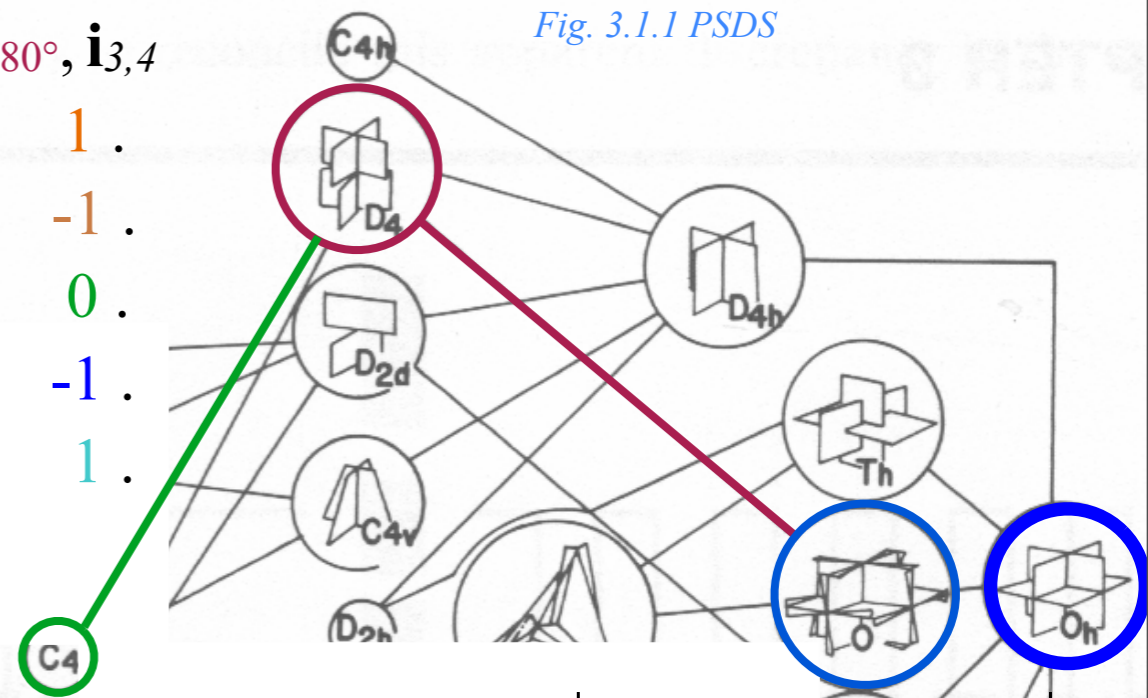 Fig. 3.1.1 PSDS
80°, i3,4
C4h
1 .
-1 .
D4
0 .
D4h
-1 .
D2d
1 .
Th
C4v
D2h
O
Oh
C4